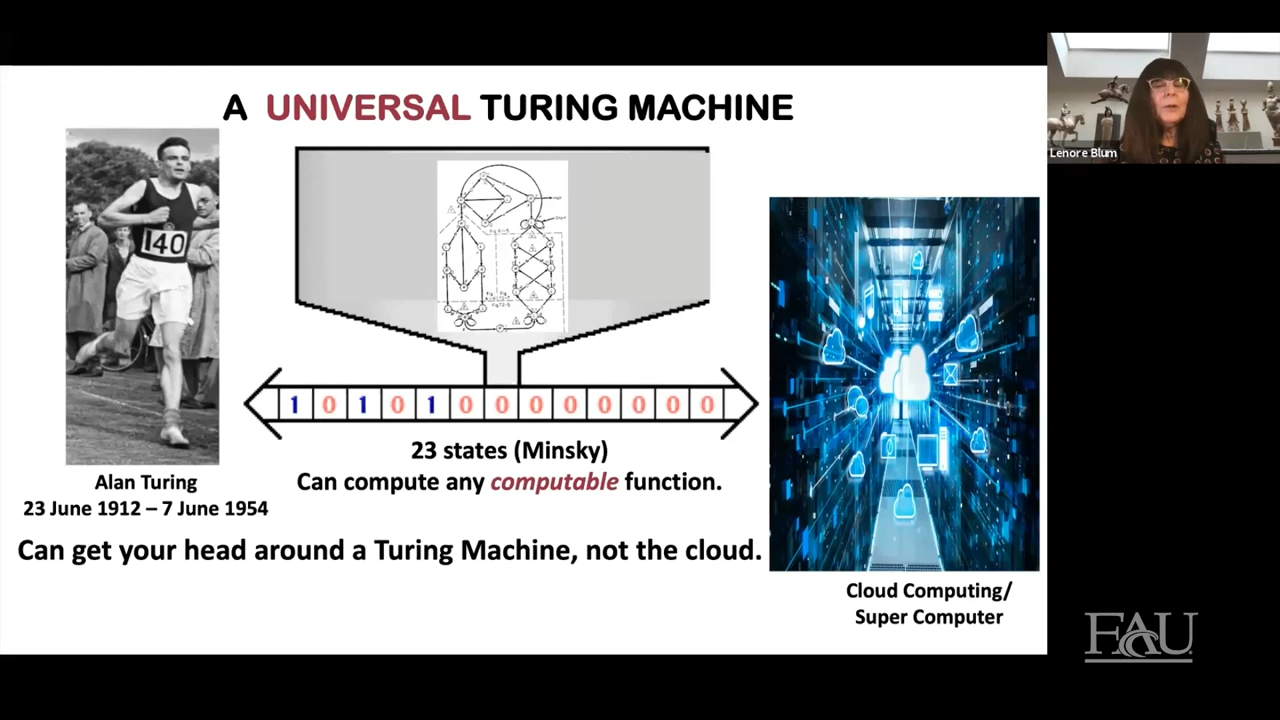 A UNIVERSAL TURING MACHINE
Lenore Blum
140
1 0 1 0 1 0 0 0 0 0 0 0 0
23 states (Minsky)
Can compute any computable function.
Alan Turing
23 June 1912 – 7 June 1954
Can get your head around a Turing Machine, not the cloud.
Cloud Computing/
Super Computer
FAU